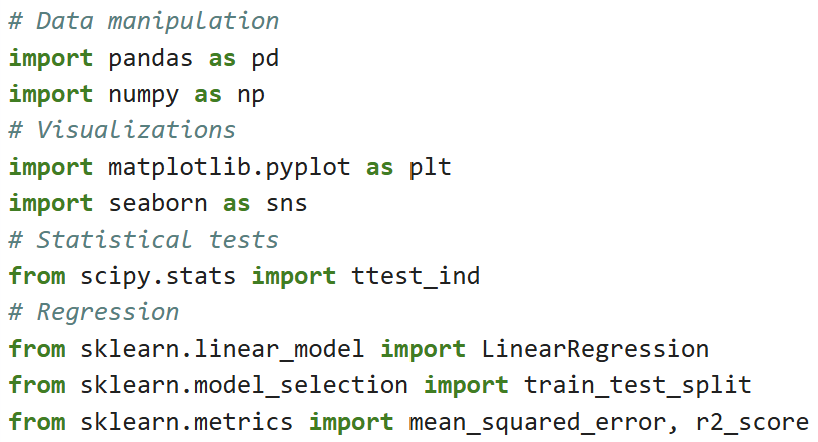 # Data manipulation
import pandas as pd
import numpy as np
# Visualizations
import matplotlib.pyplot as plt
import seaborn as sns
# Statistical tests
from scipy.stats import ttest_ind
# Regression
from sklearn.linear_model import LinearRegression
from sklearn.model_selection import train_test_split
from sklearn.metrics import mean_squared_error, r2_score